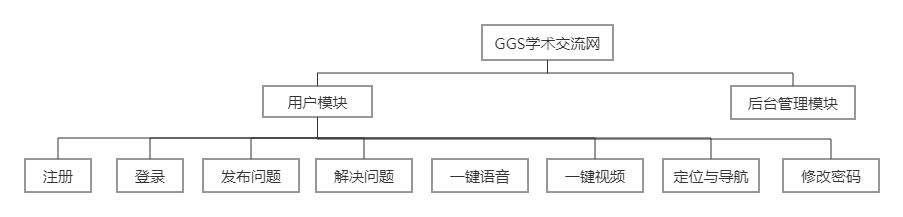 GGS学术交流网
用户模块
后台管理模块
注册
登录
发布问题
解决问题
一键语音
一键视频
定位与导航
修改密码